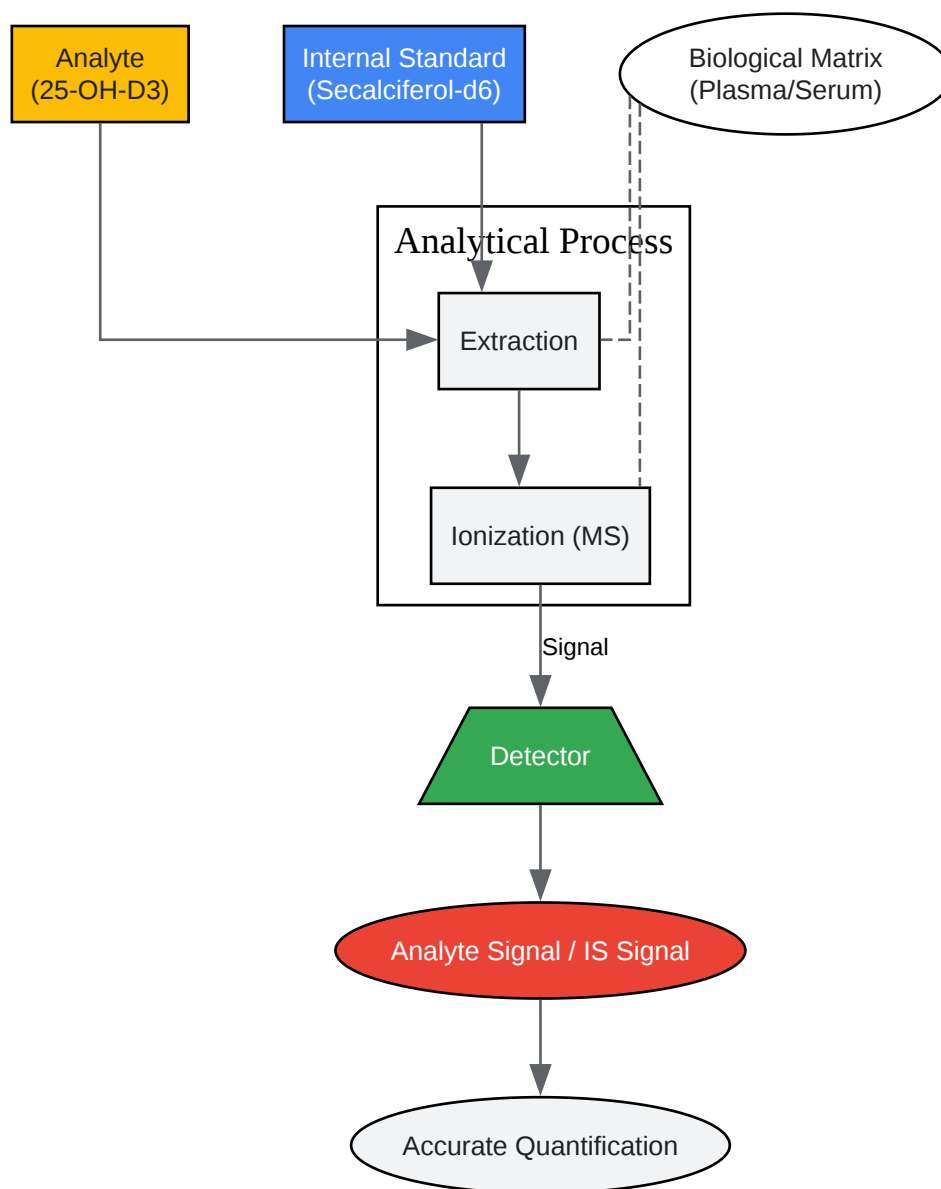 Analyte
(25-OH-D3)
Internal Standard
(Secalciferol-d6)
Biological Matrix
(Plasma/Serum)
Analytical Process
Extraction
Ionization (MS)
Signal
Detector
Analyte Signal / IS Signal
Accurate Quantification